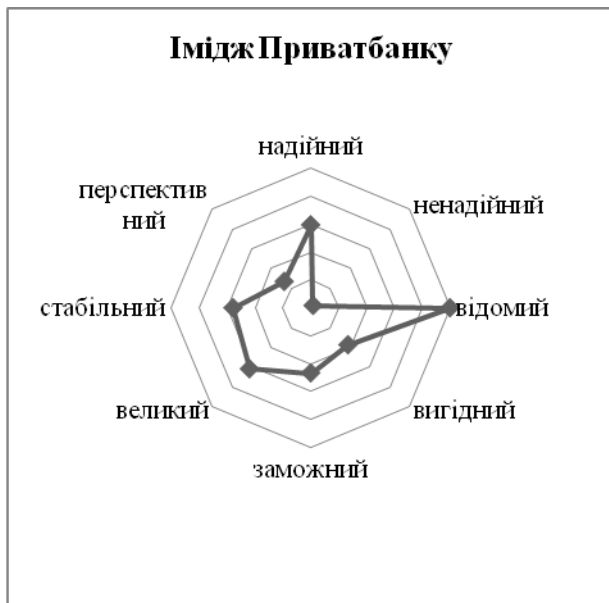 Імідж Приватбанку
надійний
ненадійний
відомий
вигідний
заможний
великий
стабільний
перспектив
ний